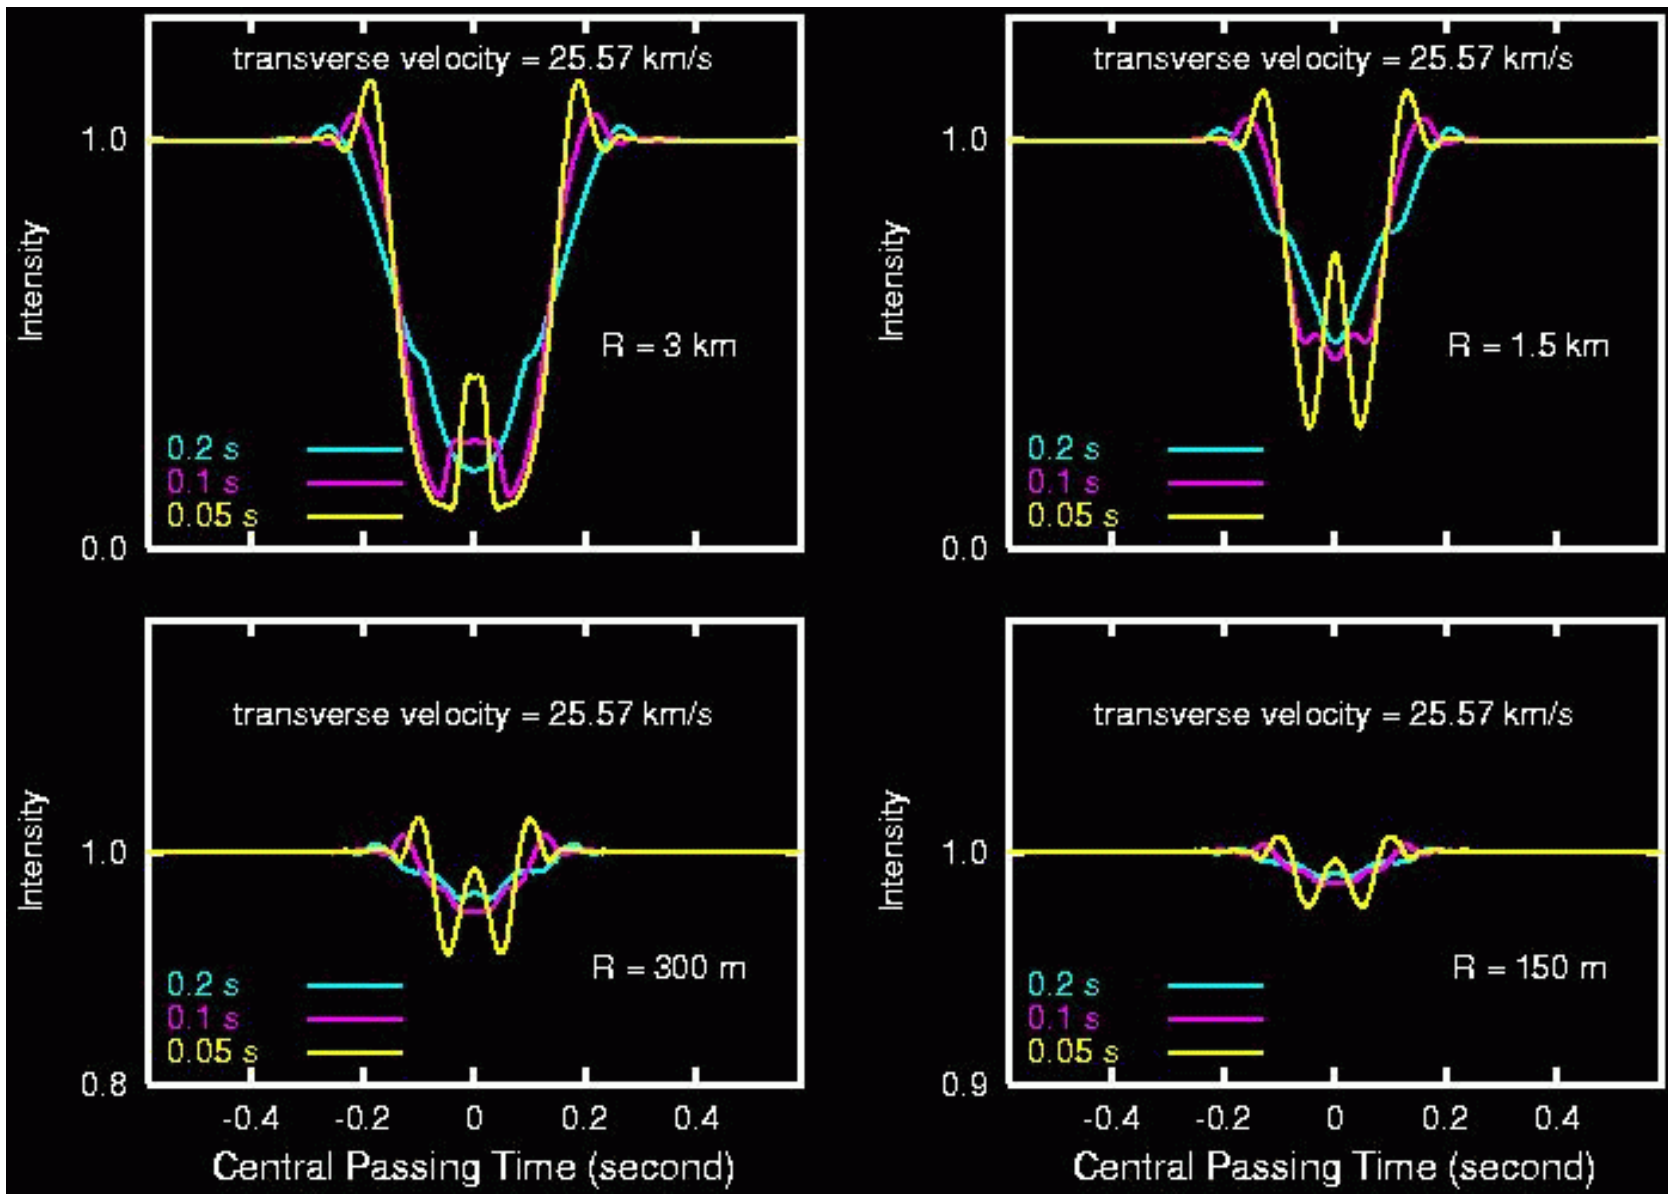 transverse velocity = 25.57 km/s
1.0
Intensity
R = 3 km
0.2 s
0.1 s
0.05 s
0.0
transverse velocity = 25.57 km/s
1.0
Intensity
R = 1.5 km
0.2 s
0.1 s
0.05 s
0.0
transverse velocity = 25.57 km/s
1.0
Intensity
R = 300 m
0.2 s
0.1 s
0.05 s
0.8
-0.4 -0.2 0 0.2 0.4
Central Passing Time (second)
transverse velocity = 25.57 km/s
1.0
Intensity
R = 150 m
0.2 s
0.1 s
0.05 s
0.9
-0.4 -0.2 0 0.2 0.4
Central Passing Time (second)